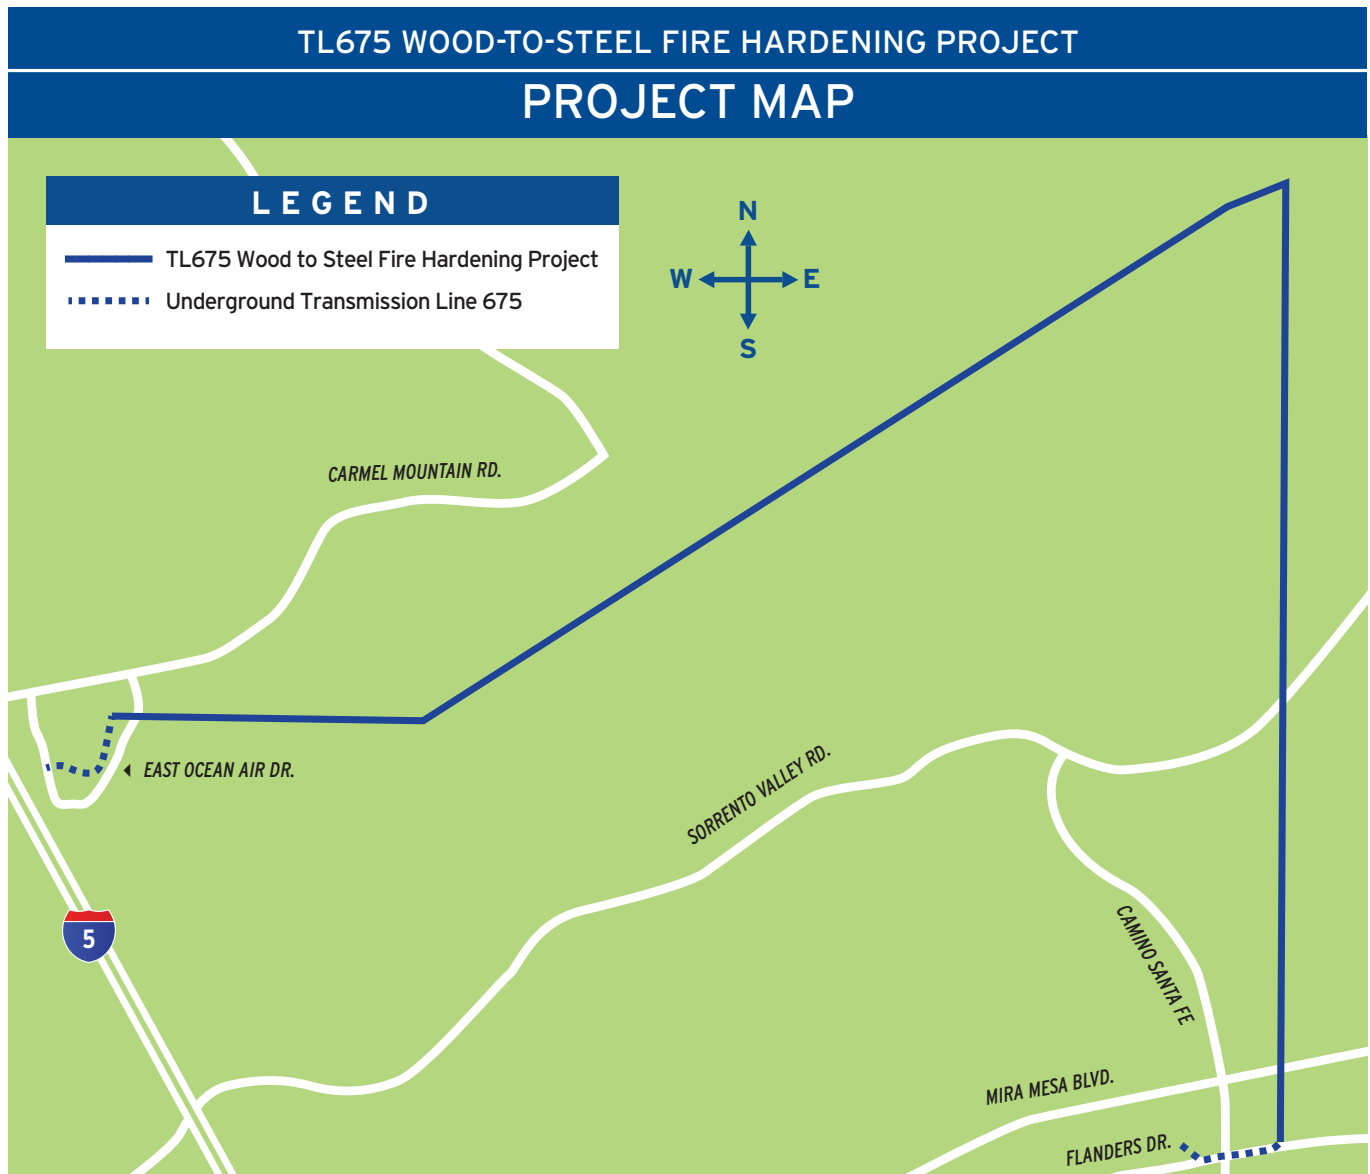 TL675 WOOD-TO-STEEL FIRE HARDENING PROJECT
PROJECT MAP
LEGEND
TL675 Wood to Steel Fire Hardening Project
Underground Transmission Line 675
N
W E
S
CARMEL MOUNTAIN RD.
EAST OCEAN AIR DR.
SORRENTO VALLEY RD.
5
CAMINO SANTA FE
MIRA MESA BLVD.
FLANDERS DR.